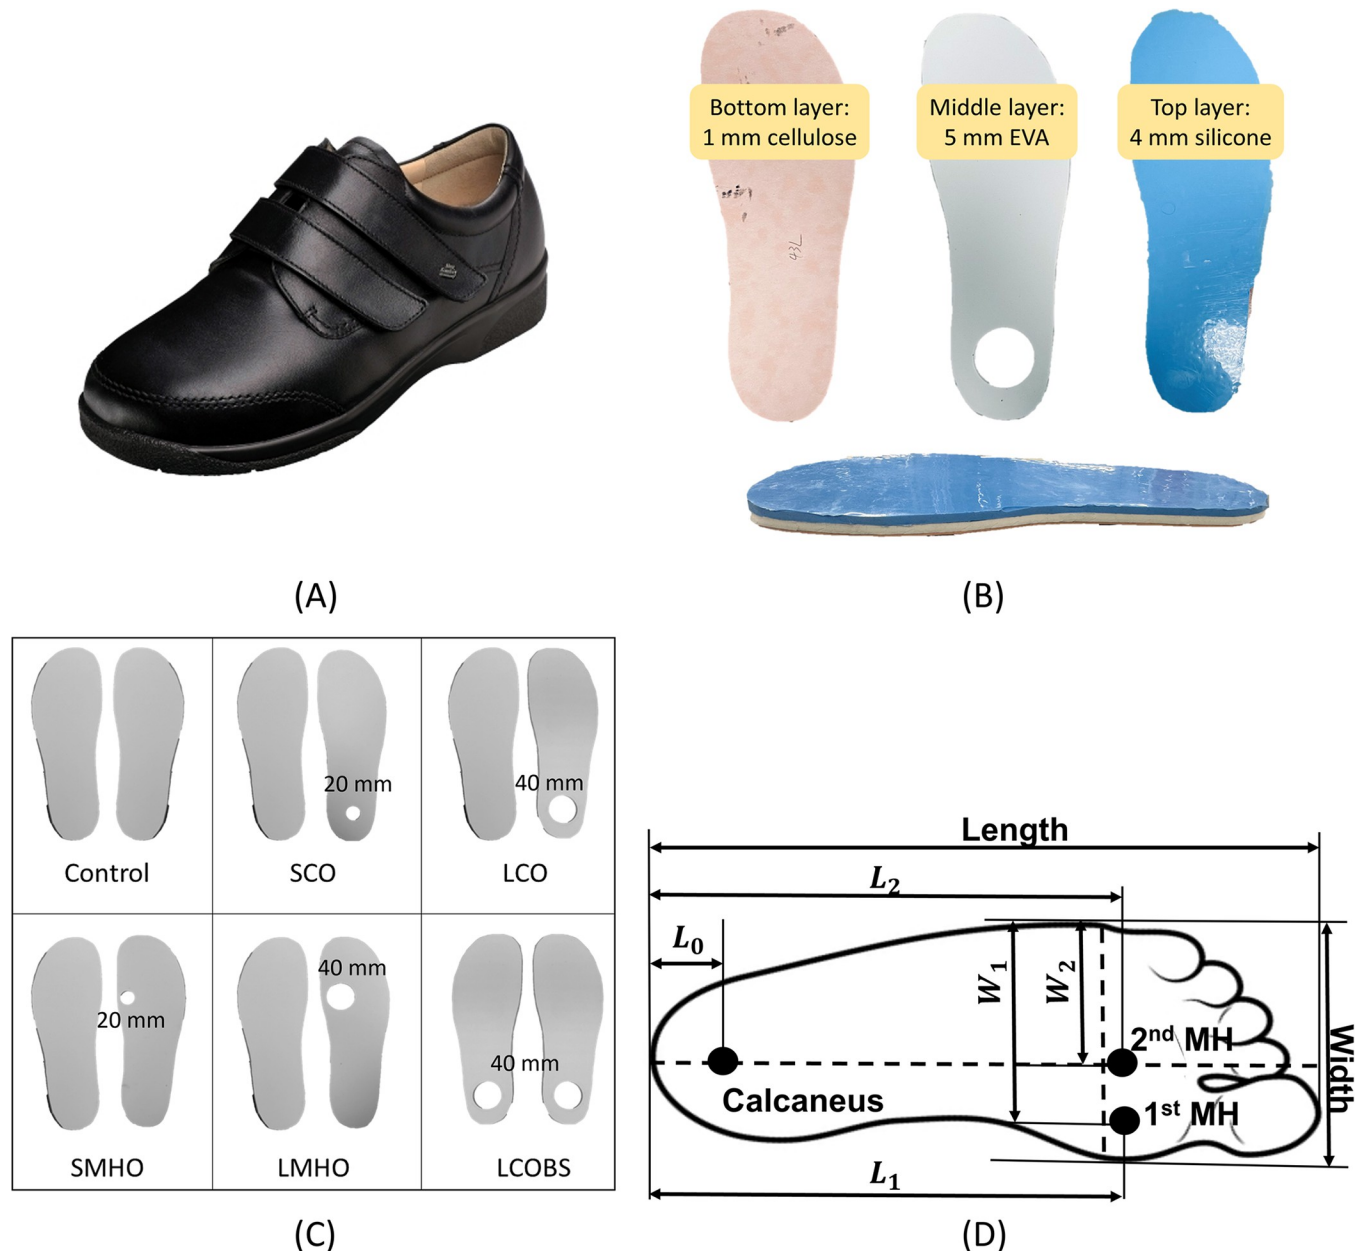 Bottom layer:
1 mm cellulose
Middle layer:
5 mm EVA
Top layer:
4 mm silicone
43L
(A)
(B)
20 mm
40 mm
Control
SCO
LCO
40 mm
20 mm
40 mm
SMHO
LMHO
LCOBS
(C)
Length
L2
L0
W1
W2
2nd MH
Width
Calcaneus
1st MH
L1
(D)